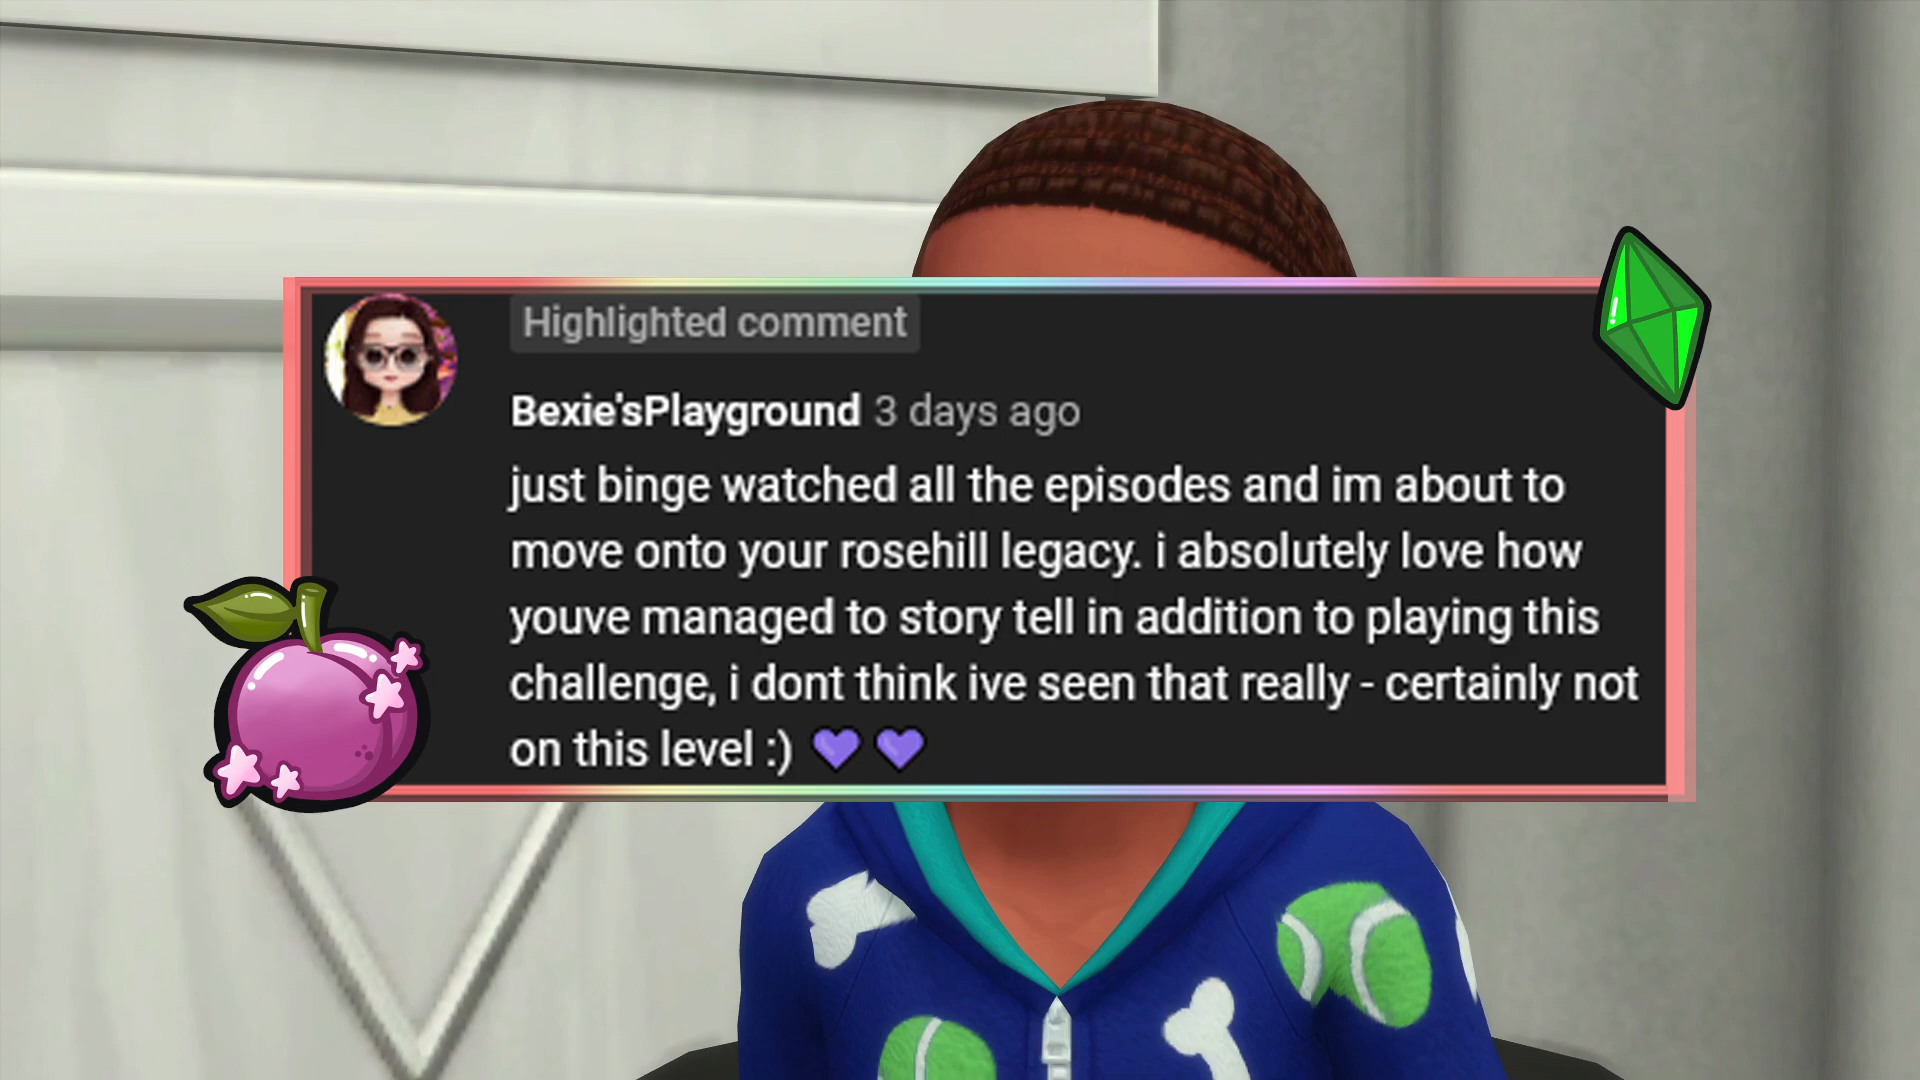 Highlighted comment
Bexie'sPlayground 3 days ago
just binge watched all the episodes and im about to
move onto your rosehill legacy. i absolutely love how
youve managed to story tell in addition to playing this
challenge, i dont think ive seen that really - certainly not
on this level :) 💜 💜